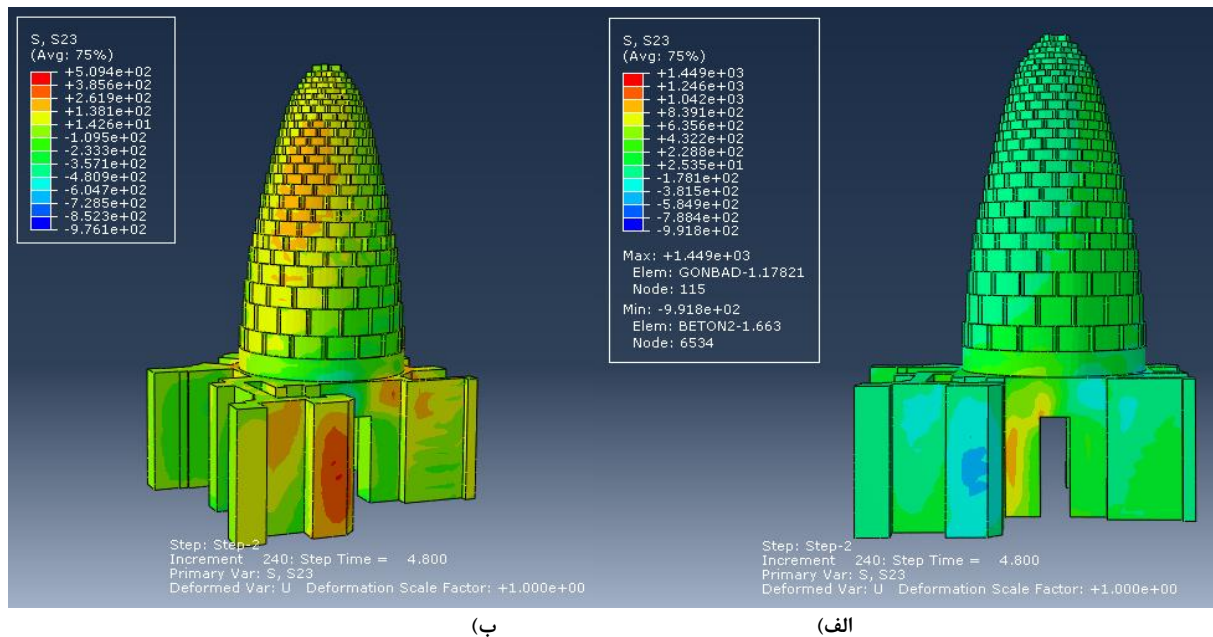 S, S23
(Avg: 75%)
+5.094e+02
+3.856e+02
+2.619e+02
+1.381e+02
+1.426e+01
-1.095e+02
-2.333e+02
-3.571e+02
-4.809e+02
-6.047e+02
-7.285e+02
-8.523e+02
-9.761e+02
Step: Step-2
Increment 240: Step Time = 4.800
Primary Var: S, S23
Deformed Var: U Deformation Scale Factor: +1.000e+00
S, S23
(Avg: 75%)
+1.449e+03
+1.246e+03
+1.042e+03
+8.391e+02
+6.356e+02
+4.322e+02
+2.288e+02
+2.535e+01
-1.781e+02
-3.815e+02
-5.849e+02
-7.884e+02
-9.918e+02
Max: +1.449e+03
Elem: GONBAD-1.17821
Node: 115
Min: -9.918e+02
Elem: BETON2-1.663
Node: 6534
Step: Step-2
Increment 240: Step Time = 4.800
Primary Var: S, S23
Deformed Var: U Deformation Scale Factor: +1.000e+00
الف)
ب)